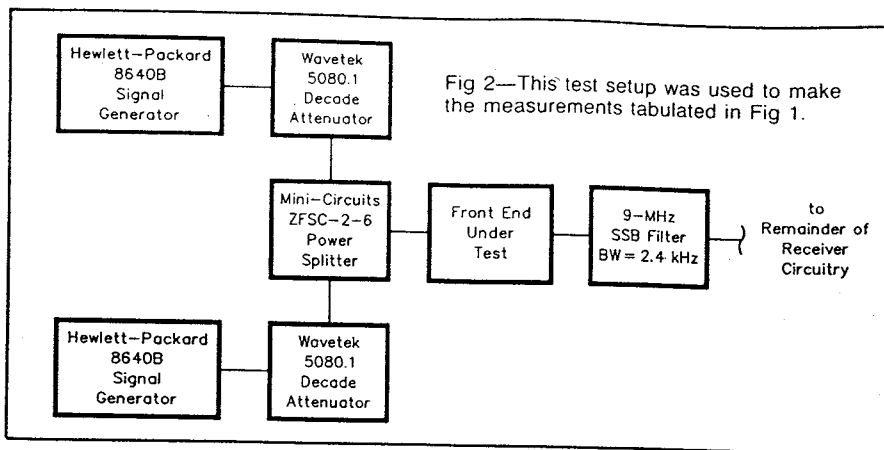 Hewlett-Packard
8640B
Signal
Generator
Wavetek
5080.1
Decade
Attenuator
Fig 2—This test setup was used to make
the measurements tabulated in Fig 1.
Mini-Circuits
ZFSC-2-6
Power
Splitter
Front End
Under
Test
9-MHz
SSB Filter
BW = 2.4 kHz
to
Remainder of
Receiver
Circuitry
Hewlett-Packard
8640B
Signal
Generator
Wavetek
5080.1
Decade
Attenuator